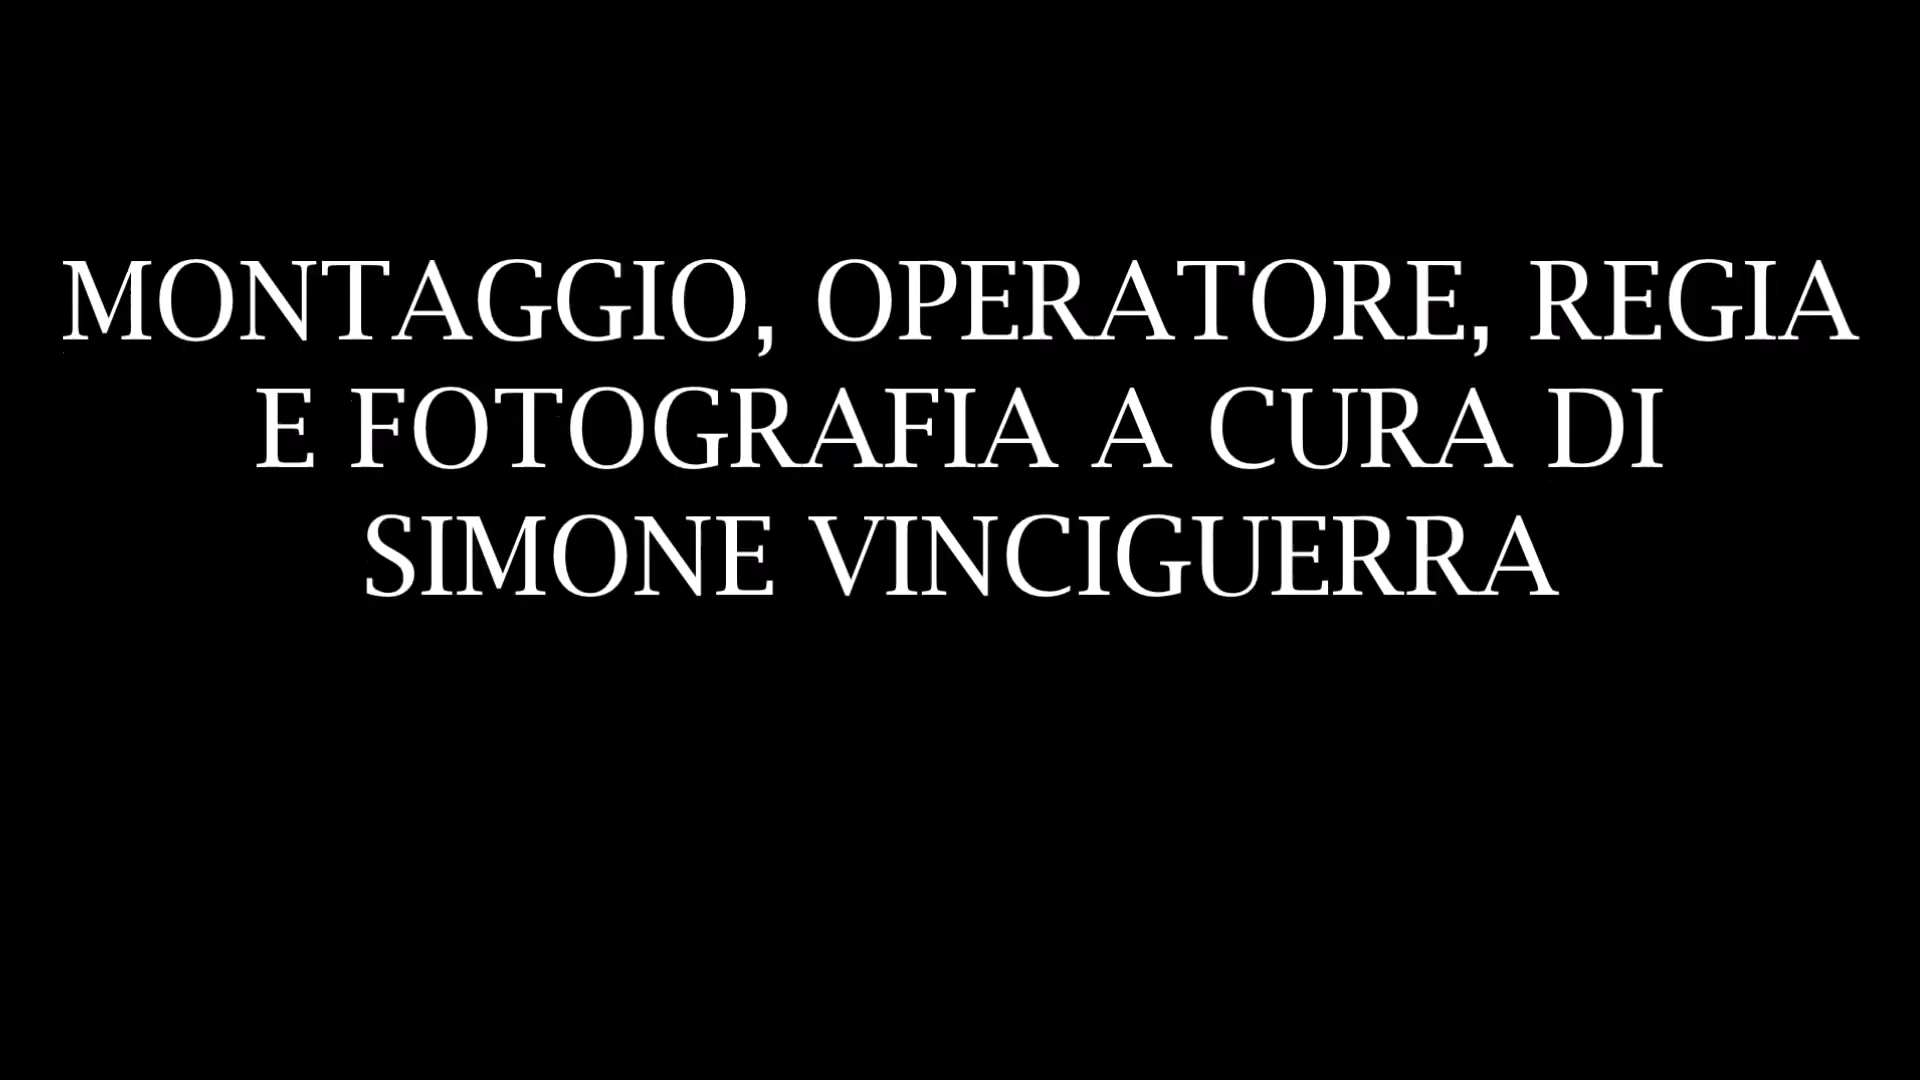 MONTAGGIO, OPERATORE, REGIA
E FOTOGRAFIA A CURA DI
SIMONE VINCIGUERRA